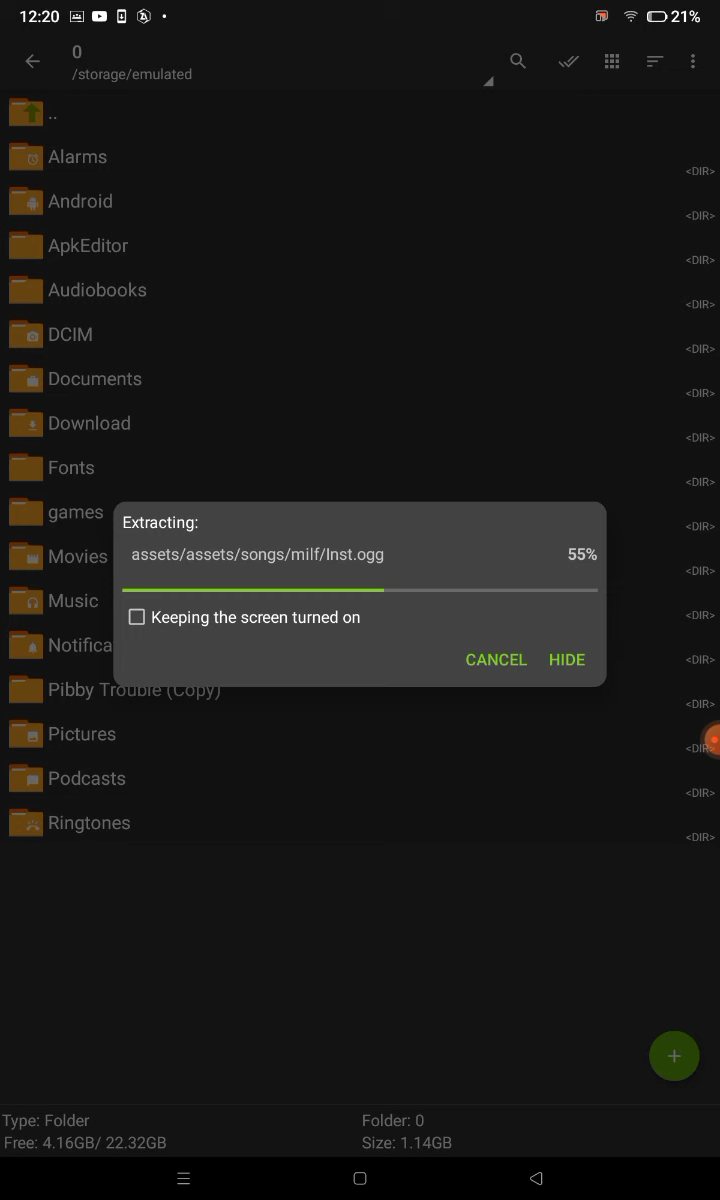 12:20
21%
0
/storage/emulated
..
Alarms
<DIR>
Android
<DIR>
ApkEditor
<DIR>
Audiobooks
<DIR>
DCIM
<DIR>
Documents
<DIR>
Download
<DIR>
Fonts
<DIR>
games
<DIR>
Movies
<DIR>
Music
<DIR>
Notifica
<DIR>
Pibby Trouble (Copy)
<DIR>
Pictures
<DIR>
Podcasts
<DIR>
Ringtones
<DIR>
Extracting:
assets/assets/songs/milf/Inst.ogg 55%
Keeping the screen turned on
CANCEL HIDE
Type: Folder Folder: 0
Free: 4.16GB/ 22.32GB Size: 1.14GB